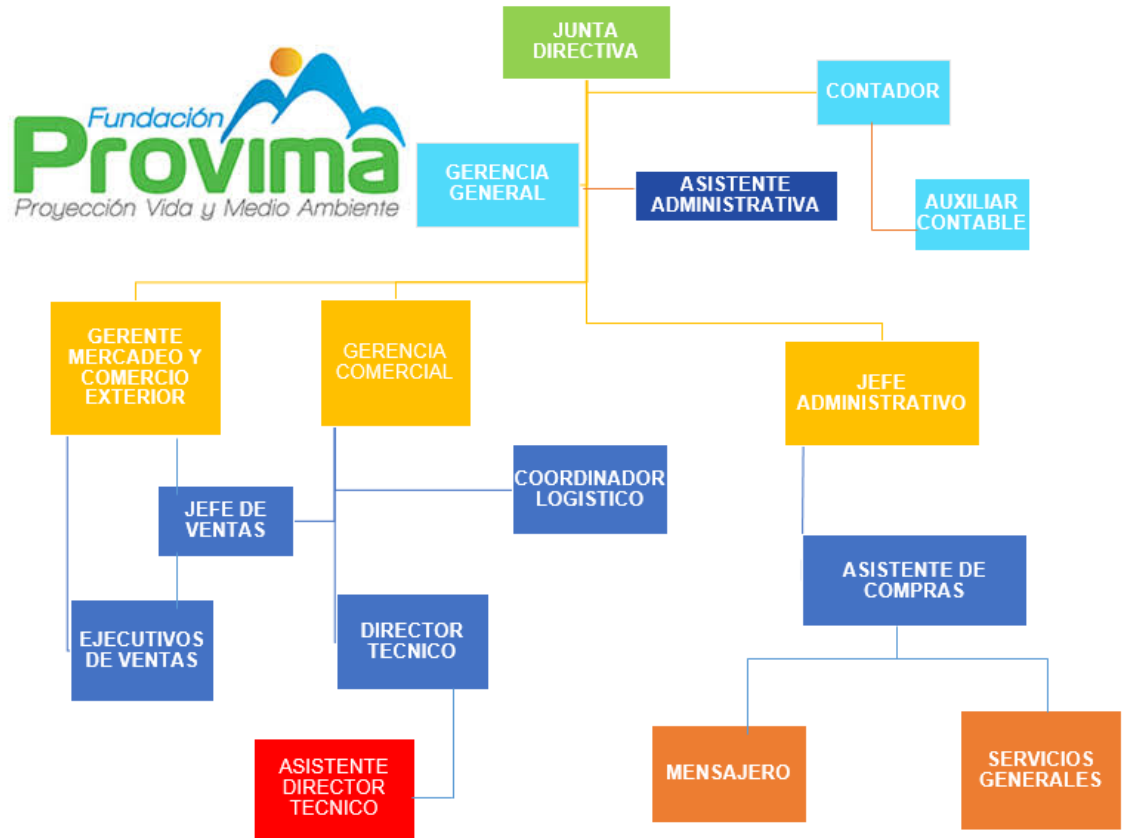 JUNTA
DIRECTIVA
Fundación
Provima
Proyección Vida y Medio Ambiente
CONTADOR
GERENCIA
GENERAL
ASISTENTE
ADMINISTRATIVA
AUXILIAR
CONTABLE
GERENTE
MERCADEO Y
COMERCIO
EXTERIOR
GERENCIA
COMERCIAL
JEFE
ADMINISTRATIVO
JEFE DE
VENTAS
COORDINADOR
LOGISTICO
ASISTENTE DE
COMPRAS
EJECUTIVOS
DE VENTAS
DIRECTOR
TECNICO
ASISTENTE
DIRECTOR
TECNICO
MENSAJERO
SERVICIOS
GENERALES